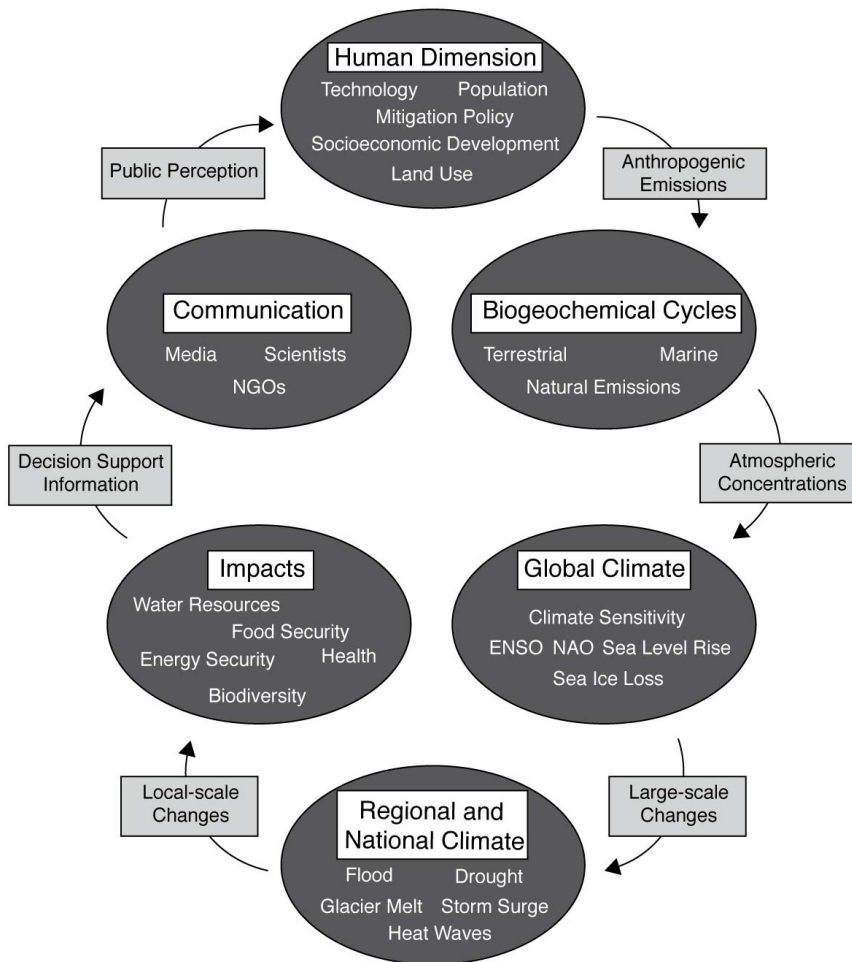 Human Dimension
Technology Population
Mitigation Policy
Socioeconomic Development
Land Use
Anthropogenic
Emissions
Biogeochemical Cycles
Terrestrial Marine
Natural Emissions
Atmospheric
Concentrations
Global Climate
Climate Sensitivity
ENSO NAO Sea Level Rise
Sea Ice Loss
Large-scale
Changes
Regional and
National Climate
Flood Drought
Glacier Melt Storm Surge
Heat Waves
Local-scale
Changes
Impacts
Water Resources
Food Security
Energy Security Health
Biodiversity
Decision Support
Information
Communication
Media Scientists
NGOs
Public Perception